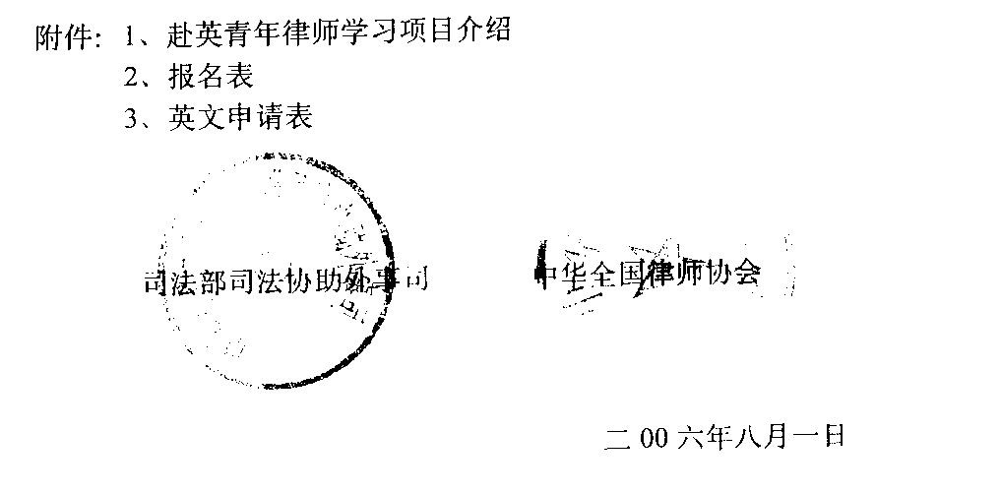 附件：1、赴英青年律师学习项目介绍
2、报名表
3、英文申请表
司法部司法协助外事司 中华全国律师协会
二00六年八月一日